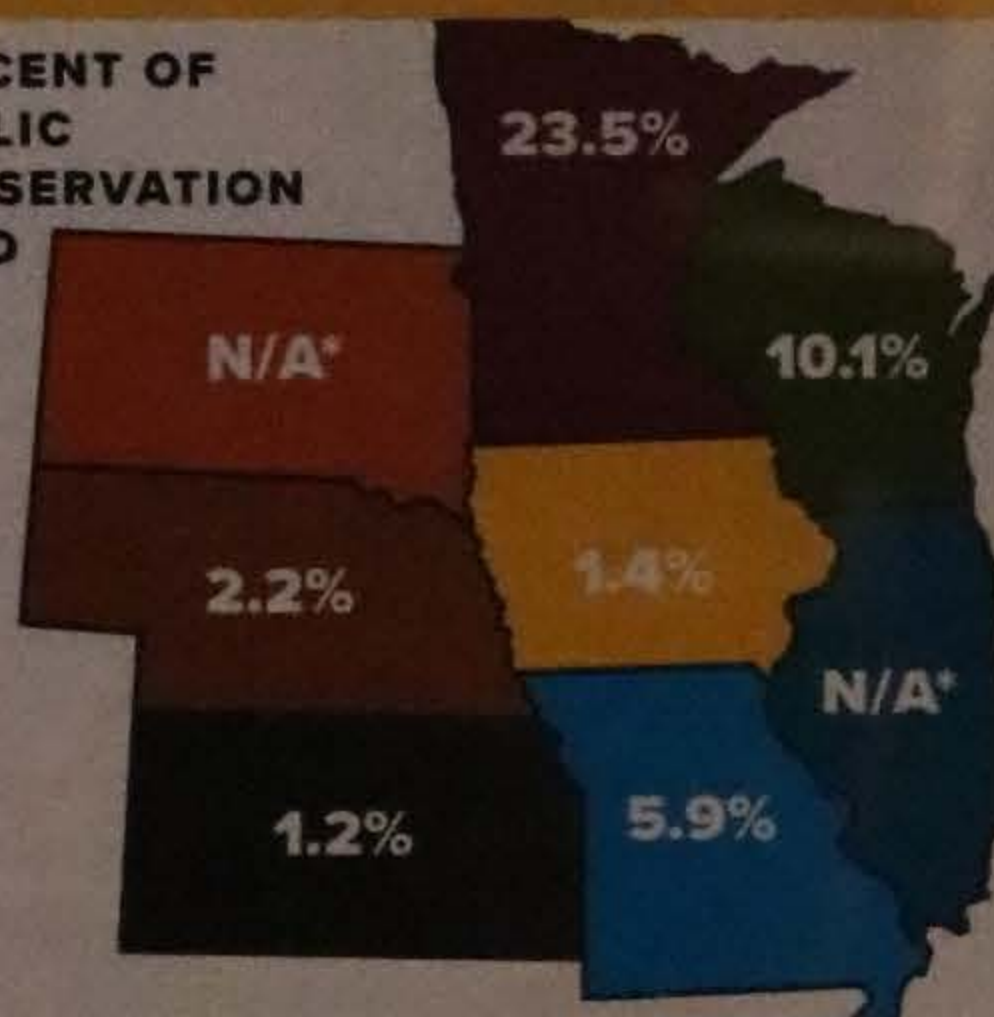 CENT OF
LIC
SERVATION
D
23.5%
N/A*
10.1%
2.2%
1.4%
N/A*
1.2%
5.9%